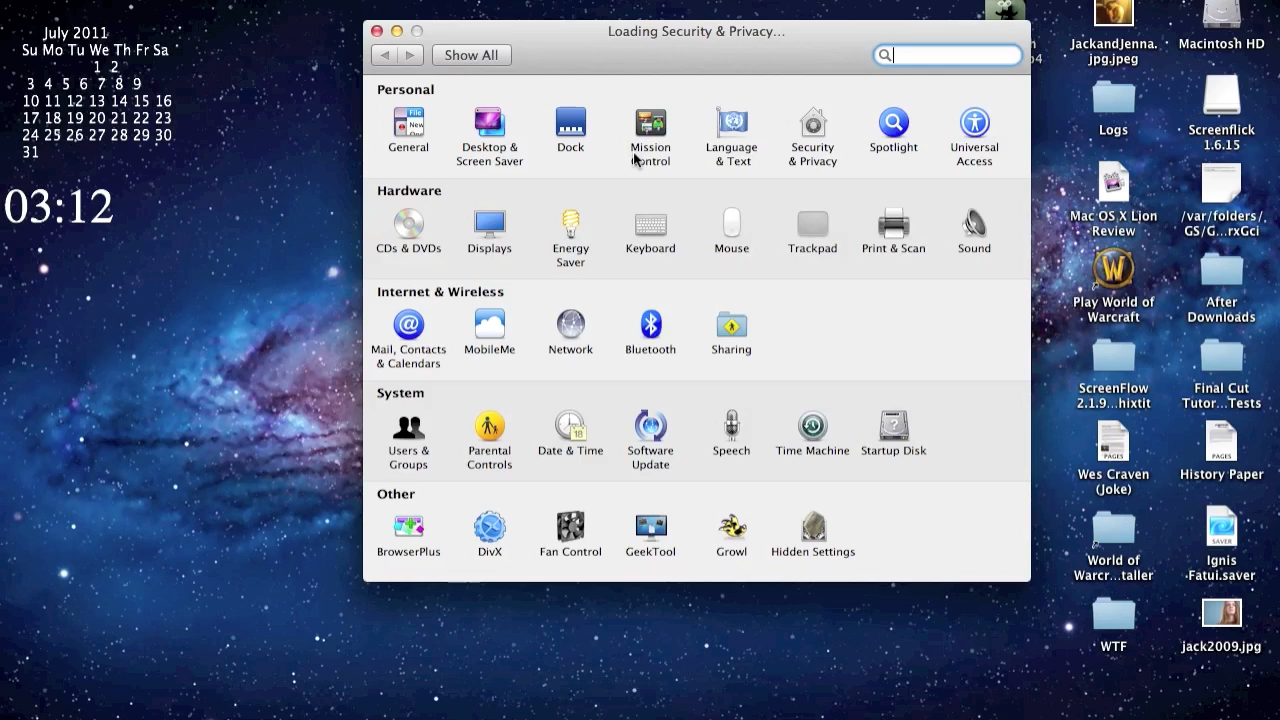 July 2011
Su Mo Tu We Th Fr Sa
1 2
3 4 5 6 7 8 9
10 11 12 13 14 15 16
17 18 19 20 21 22 23
24 25 26 27 28 29 30
31
03:12
Loading Security & Privacy...
Show All
Personal
General
Desktop &
Screen Saver
Dock
Mission
Control
Language
& Text
Security
& Privacy
Spotlight
Universal
Access
Hardware
CDs & DVDs
Displays
Energy
Saver
Keyboard
Mouse
Trackpad
Print & Scan
Sound
Internet & Wireless
Mail, Contacts
& Calendars
MobileMe
Network
Bluetooth
Sharing
System
Users &
Groups
Parental
Controls
Date & Time
Software
Update
Speech
Time Machine
Startup Disk
Other
BrowserPlus
DivX
Fan Control
GeekTool
Growl
Hidden Settings
JackandJenna.
jpg.jpeg
Macintosh HD
Logs
Screenflick
1.6.15
Mac OS X Lion
Review
/var/folders/.
GS/G...rxGci
Play World of
Warcraft
After
Downloads
ScreenFlow
2.1.9...hixtit
Final Cut
Tutor...Tests
PAGES
Wes Craven
(Joke)
PAGES
History Paper
World of
Warcr...taller
SAVER
Ignis
Fatui.saver
WTF
jack2009.jpg